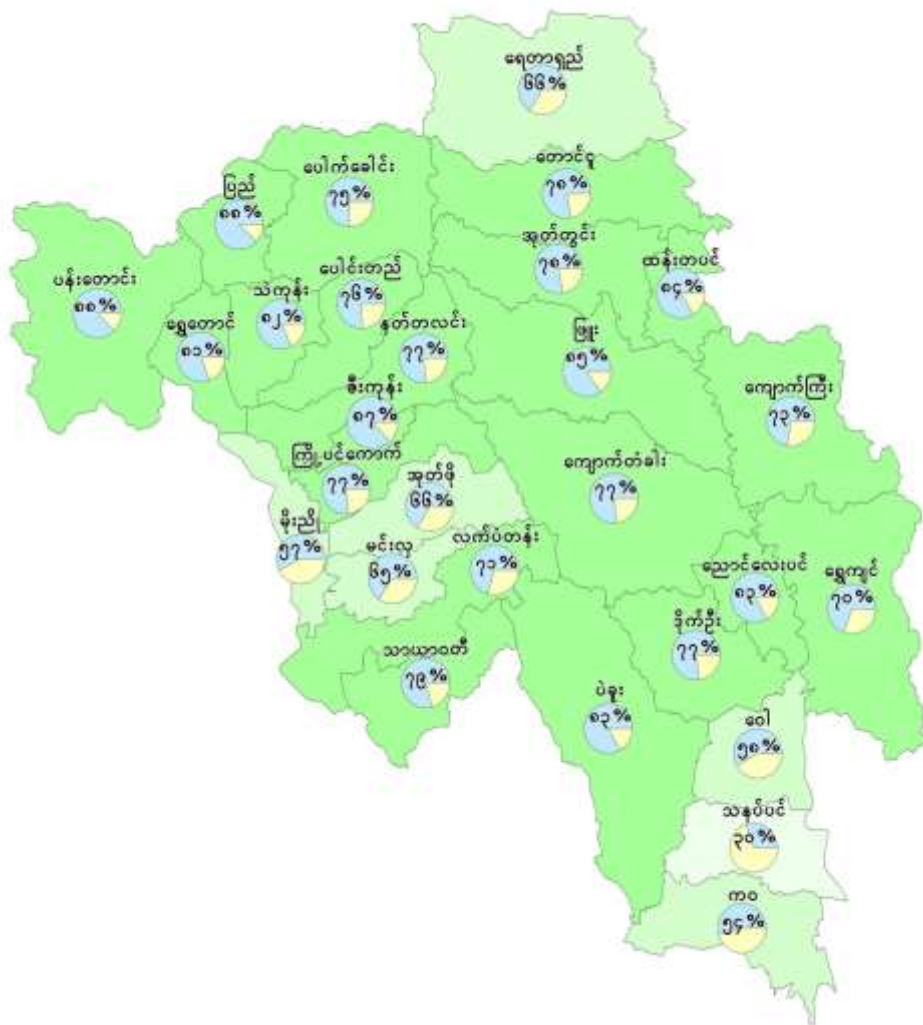 ရေတာရှည်
၆၆%
တောင်ငူ
၇၈%
ပေါက်ခေါင်း
၇၅%
ပြည်
၈၈%
အုတ်တွင်း
၇၈%
ထန်းတပင်
၈၄%
ပန်းတောင်း
၈၈%
ပေါင်းတည်
၇၆%
သဲကုန်း
၈၂%
ရွှေတောင်
၈၁%
နတ်တလင်း
၇၇%
ဖြူး
၈၅%
ကျောက်ကြီး
၇၃%
ဇီးကုန်း
၈၇%
ကြို့ပင်ကောက်
၇၇%
အုတ်ဖို
၆၆%
ကျောက်တံခါး
၇၇%
မိုးညို
၅၇%
မင်းလှ
၆၅%
လက်ပံတန်း
၇၁%
ညောင်လေးပင်
၈၃%
ရွှေကျင်
၇၀%
ဒိုက်ဦး
၇၇%
သာယာဝတီ
၇၉%
ပဲခူး
၈၃%
ဝေါ
၅၈%
သနပ်ပင်
၃၀%
ကဝ
၅၄%